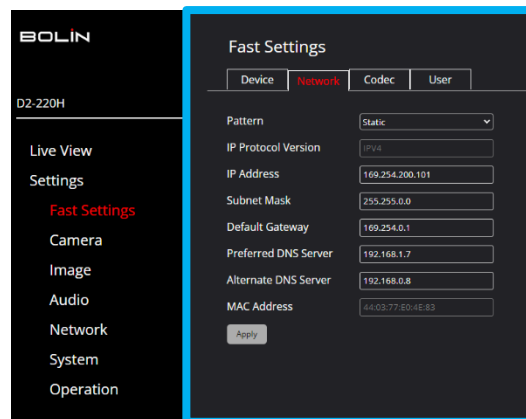 BOLIN
D2-220H
Live View
Settings
Fast Settings
Camera
Image
Audio
Network
System
Operation
Fast Settings
Device Network Codec User
Pattern Static
IP Protocol Version IPV4
IP Address 169.254.200.101
Subnet Mask 255.255.0.0
Default Gateway 169.254.0.1
Preferred DNS Server 192.168.1.7
Alternate DNS Server 192.168.0.8
MAC Address 44:03:77:E0:4E:83
Apply